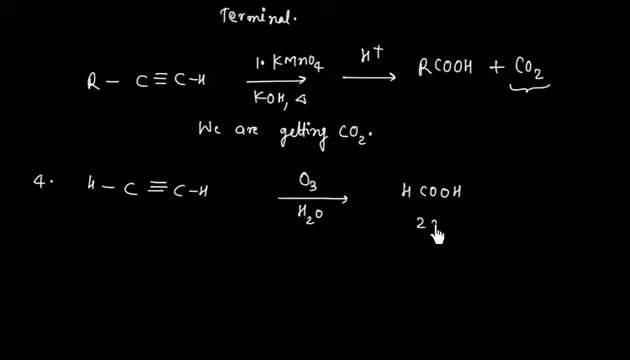 Terminal.
R — C ≡ C–H 1. KMnO4 KOH, Δ H+ RCOOH + CO2
We are getting CO2.
4. H — C ≡ C–H O3 H2O HCOOH
2